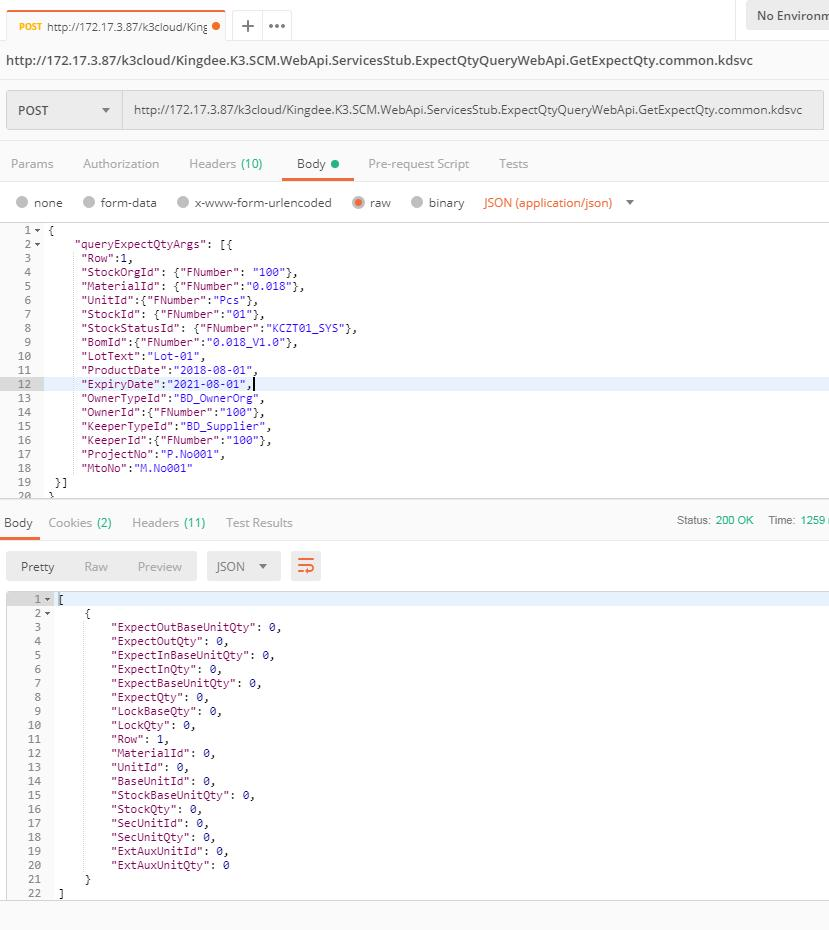 POST http://172.17.3.87/k3cloud/King
No Environm
http://172.17.3.87/k3cloud/Kingdee.K3.SCM.WebApi.ServicesStub.ExpectQtyQueryWebApi.GetExpectQty.common.kdsvc
POST http://172.17.3.87/k3cloud/Kingdee.K3.SCM.WebApi.ServicesStub.ExpectQtyQueryWebApi.GetExpectQty.common.kdsvc
Params Authorization Headers (10) Body Pre-request Script Tests
none form-data x-www-form-urlencoded raw binary JSON (application/json)
1 {
2 "queryExpectQtyArgs": [{
3 "Row":1,
4 "StockOrgId": {"FNumber": "100"},
5 "MaterialId": {"FNumber":"0.018"},
6 "UnitId":{"FNumber":"Pcs"},
7 "StockId": {"FNumber":"01"},
8 "StockStatusId": {"FNumber":"KCZT01_SYS"},
9 "BomId":{"FNumber":"0.018_V1.0"},
10 "LotText":"Lot-01",
11 "ProductDate":"2018-08-01",
12 "ExpiryDate":"2021-08-01",
13 "OwnerTypeId":"BD_OwnerOrg",
14 "OwnerId":{"FNumber":"100"},
15 "KeeperTypeId":"BD_Supplier",
16 "KeeperId":{"FNumber":"100"},
17 "ProjectNo":"P.No001",
18 "MtoNo":"M.No001"
19 }]
20 }
Body Cookies (2) Headers (11) Test Results Status: 200 OK Time: 1259
Pretty Raw Preview JSON
1 [
2 {
3 "ExpectOutBaseUnitQty": 0,
4 "ExpectOutQty": 0,
5 "ExpectInBaseUnitQty": 0,
6 "ExpectInQty": 0,
7 "ExpectBaseUnitQty": 0,
8 "ExpectQty": 0,
9 "LockBaseQty": 0,
10 "LockQty": 0,
11 "Row": 1,
12 "MaterialId": 0,
13 "UnitId": 0,
14 "BaseUnitId": 0,
15 "StockBaseUnitQty": 0,
16 "StockQty": 0,
17 "SecUnitId": 0,
18 "SecUnitQty": 0,
19 "ExtAuxUnitId": 0,
20 "ExtAuxUnitQty": 0
21 }
22 ]